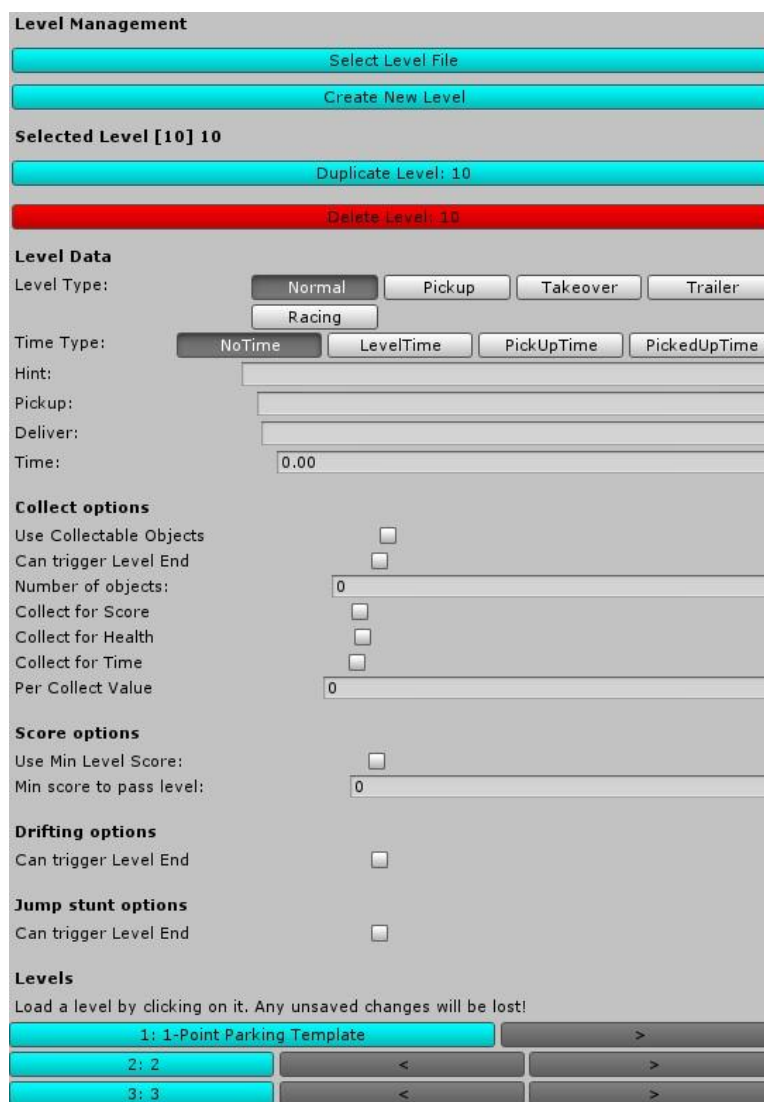 Level Management
Select Level File
Create New Level
Selected Level [10] 10
Duplicate Level: 10
Delete Level: 10
Level Data
Level Type: Normal Pickup Takeover Trailer
Racing
Time Type: NoTime LevelTime PickUpTime PickedUpTime
Hint:
Pickup:
Deliver:
Time: 0.00
Collect options
Use Collectable Objects
Can trigger Level End
Number of objects: 0
Collect for Score
Collect for Health
Collect for Time
Per Collect Value 0
Score options
Use Min Level Score:
Min score to pass level: 0
Drifting options
Can trigger Level End
Jump stunt options
Can trigger Level End
Levels
Load a level by clicking on it. Any unsaved changes will be lost!
1: 1-Point Parking Template >
2: 2 < >
3: 3 < >